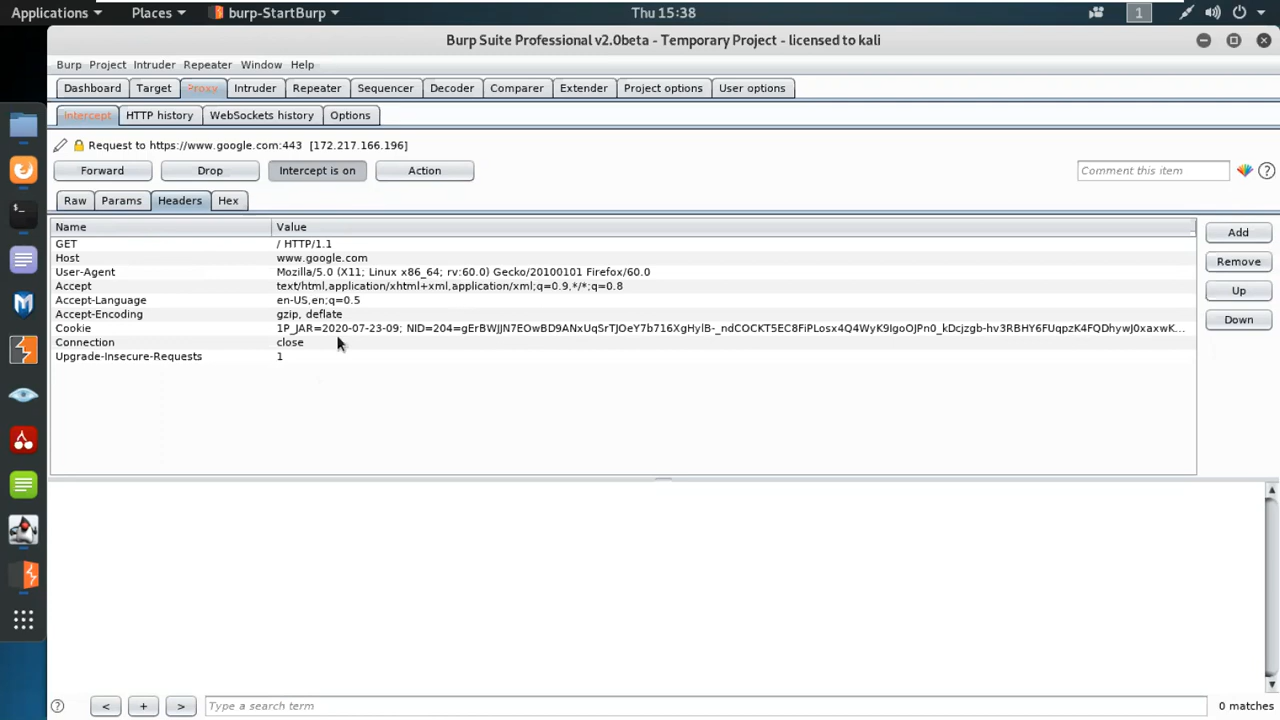 Applications Places burp-StartBurp Thu 15:38 1
Burp Suite Professional v2.0beta - Temporary Project - licensed to kali
Burp Project Intruder Repeater Window Help
Dashboard Target Proxy Intruder Repeater Sequencer Decoder Comparer Extender Project options User options
Intercept HTTP history WebSockets history Options
Request to https://www.google.com:443 [172.217.166.196]
Forward Drop Intercept is on Action Comment this item ?
Raw Params Headers Hex
Name Value
GET / HTTP/1.1
Host www.google.com
User-Agent Mozilla/5.0 (X11; Linux x86_64; rv:60.0) Gecko/20100101 Firefox/60.0
Accept text/html,application/xhtml+xml,application/xml;q=0.9,*/*;q=0.8
Accept-Language en-US,en;q=0.5
Accept-Encoding gzip, deflate
Cookie 1P_JAR=2020-07-23-09;
Connection close
Upgrade-Insecure-Requests 1
Add
Remove
Up
Down
? < + > Type a search term 0 matches